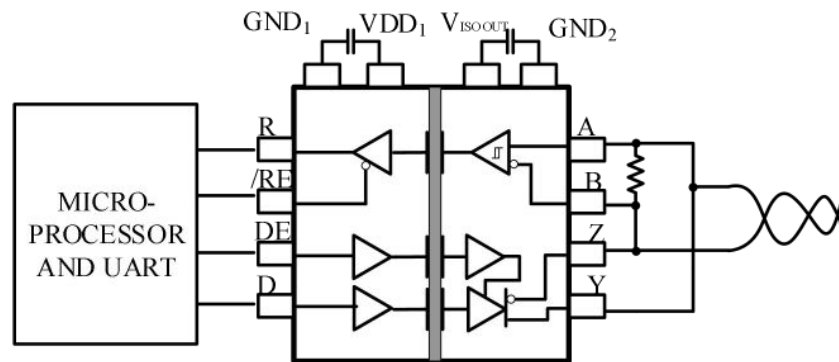 GND1 VDD1 VISOOUT GND2
R
/RE
DE
D
MICRO-
PROCESSOR
AND UART
A
B
Z
Y